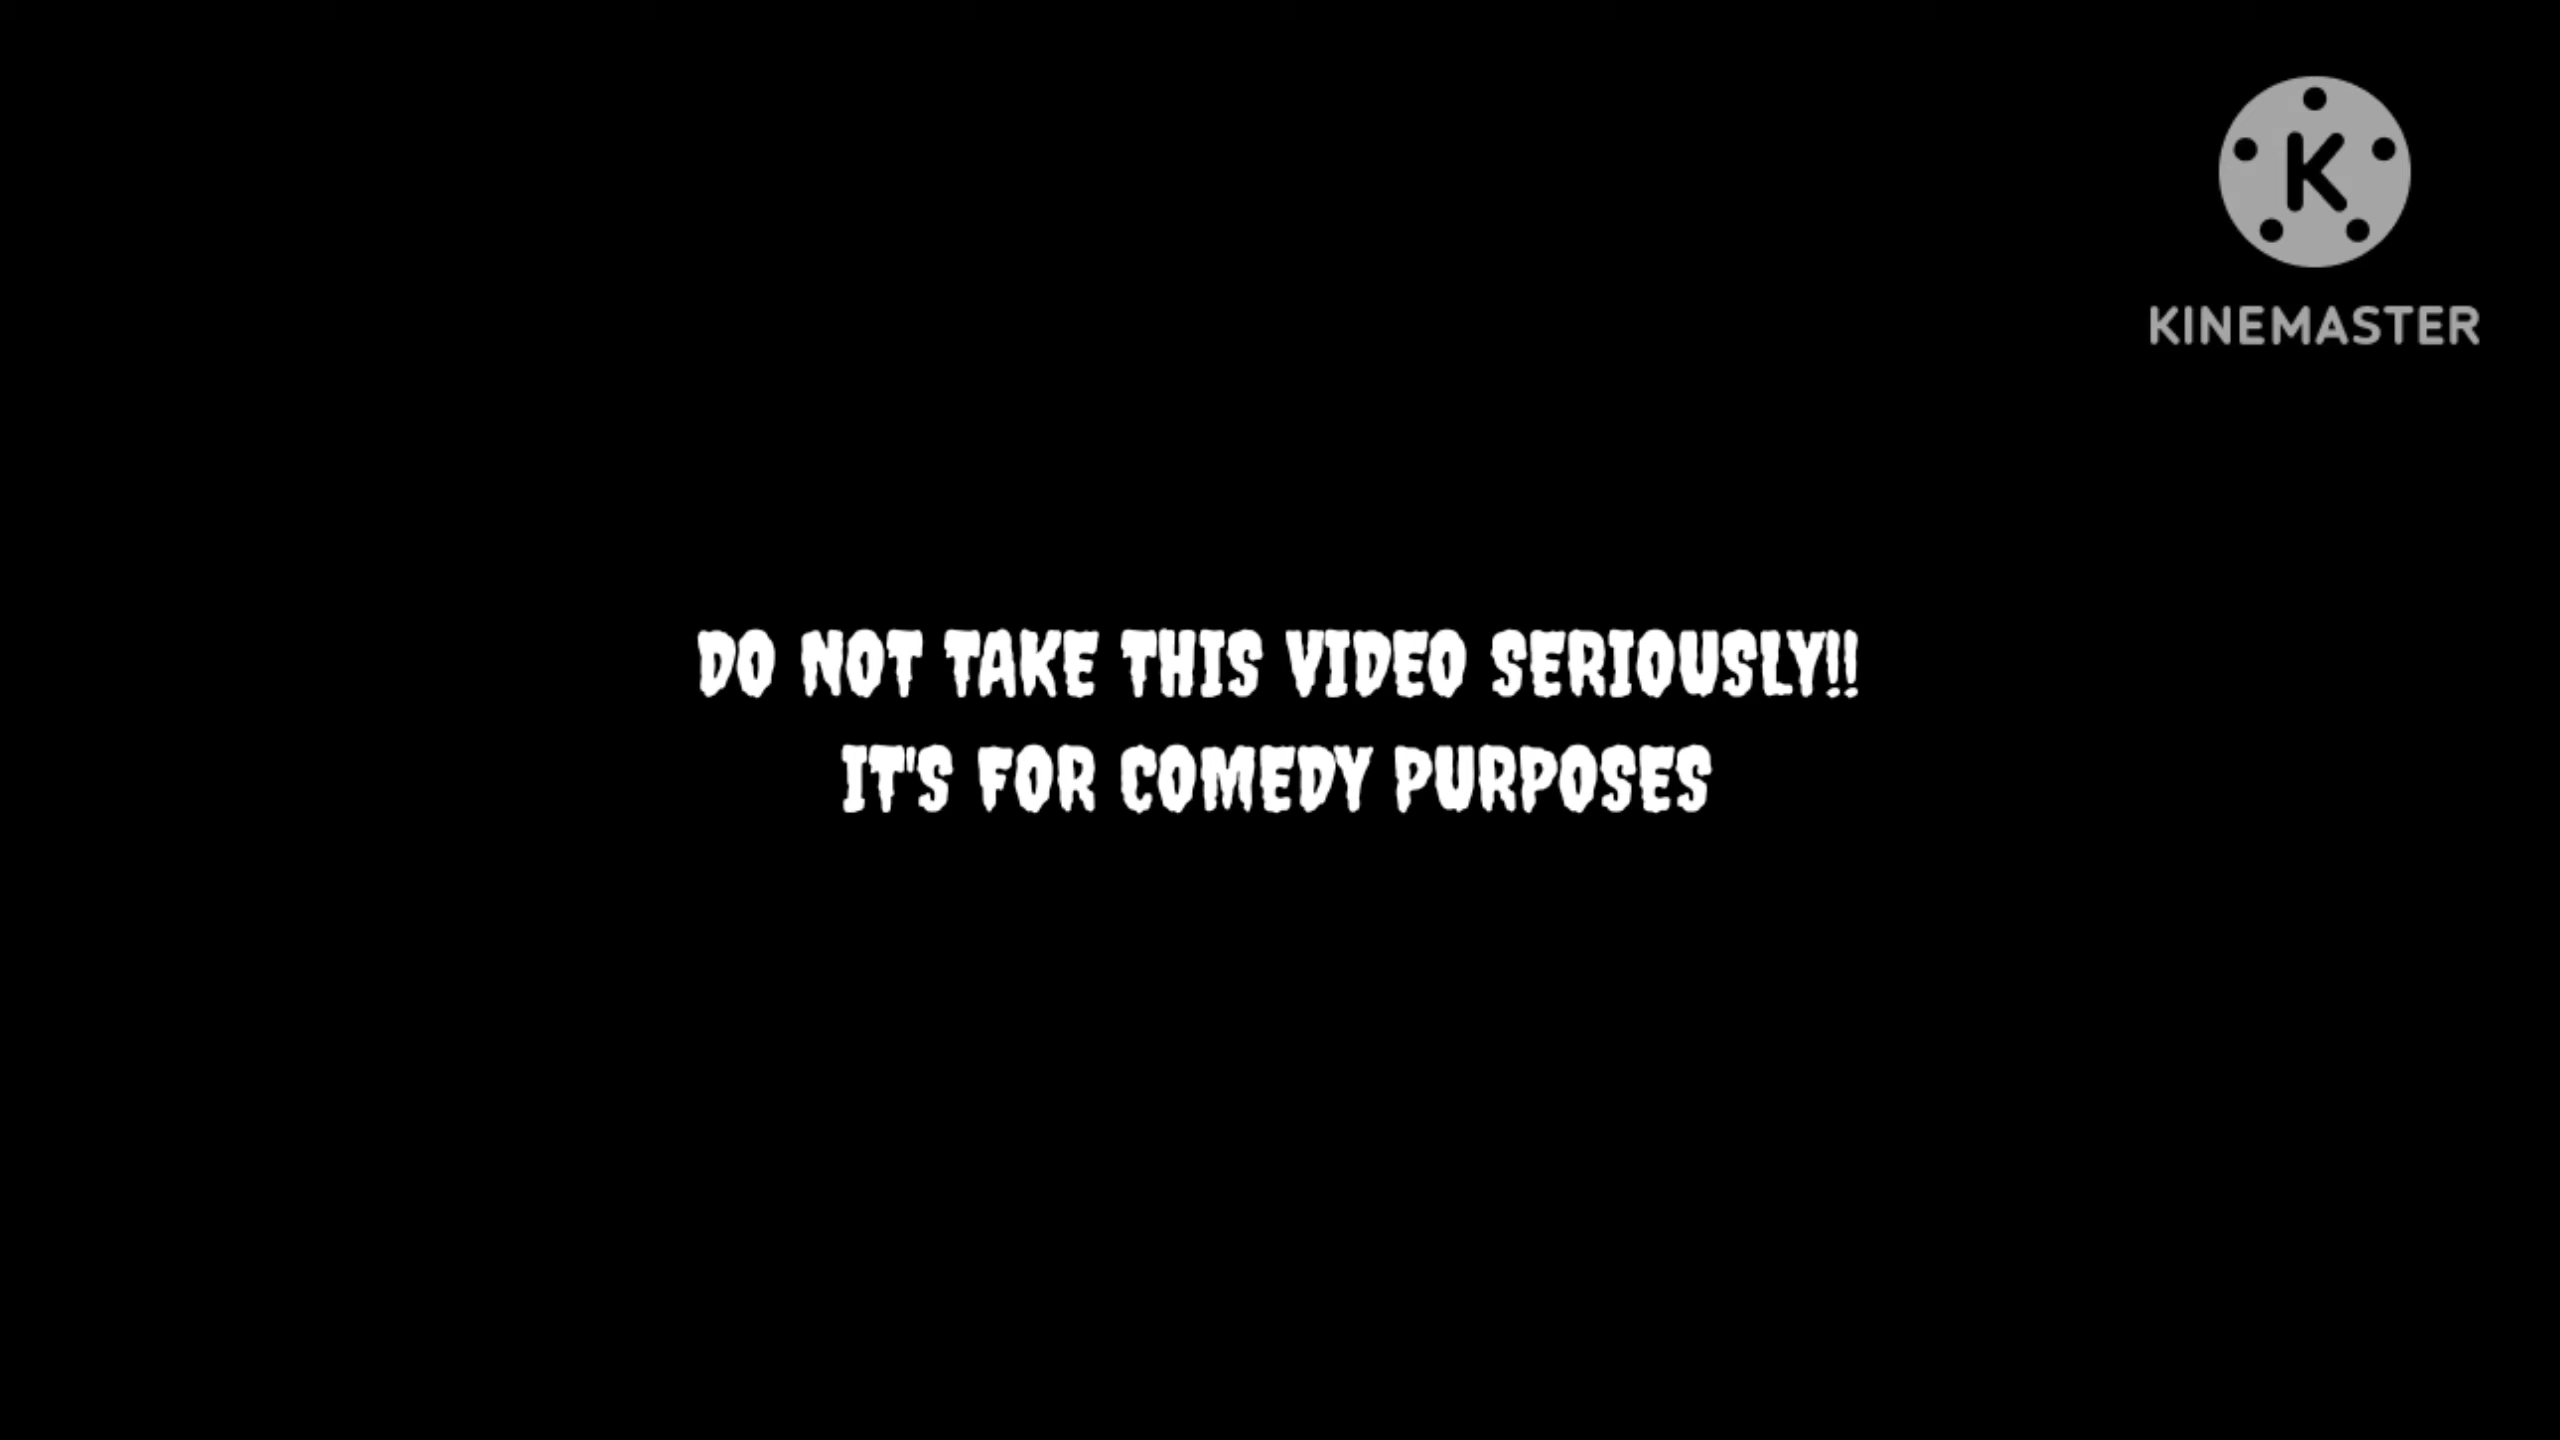 K
KINEMASTER
DO NOT TAKE THIS VIDEO SERIOUSLY!!
IT'S FOR COMEDY PURPOSES